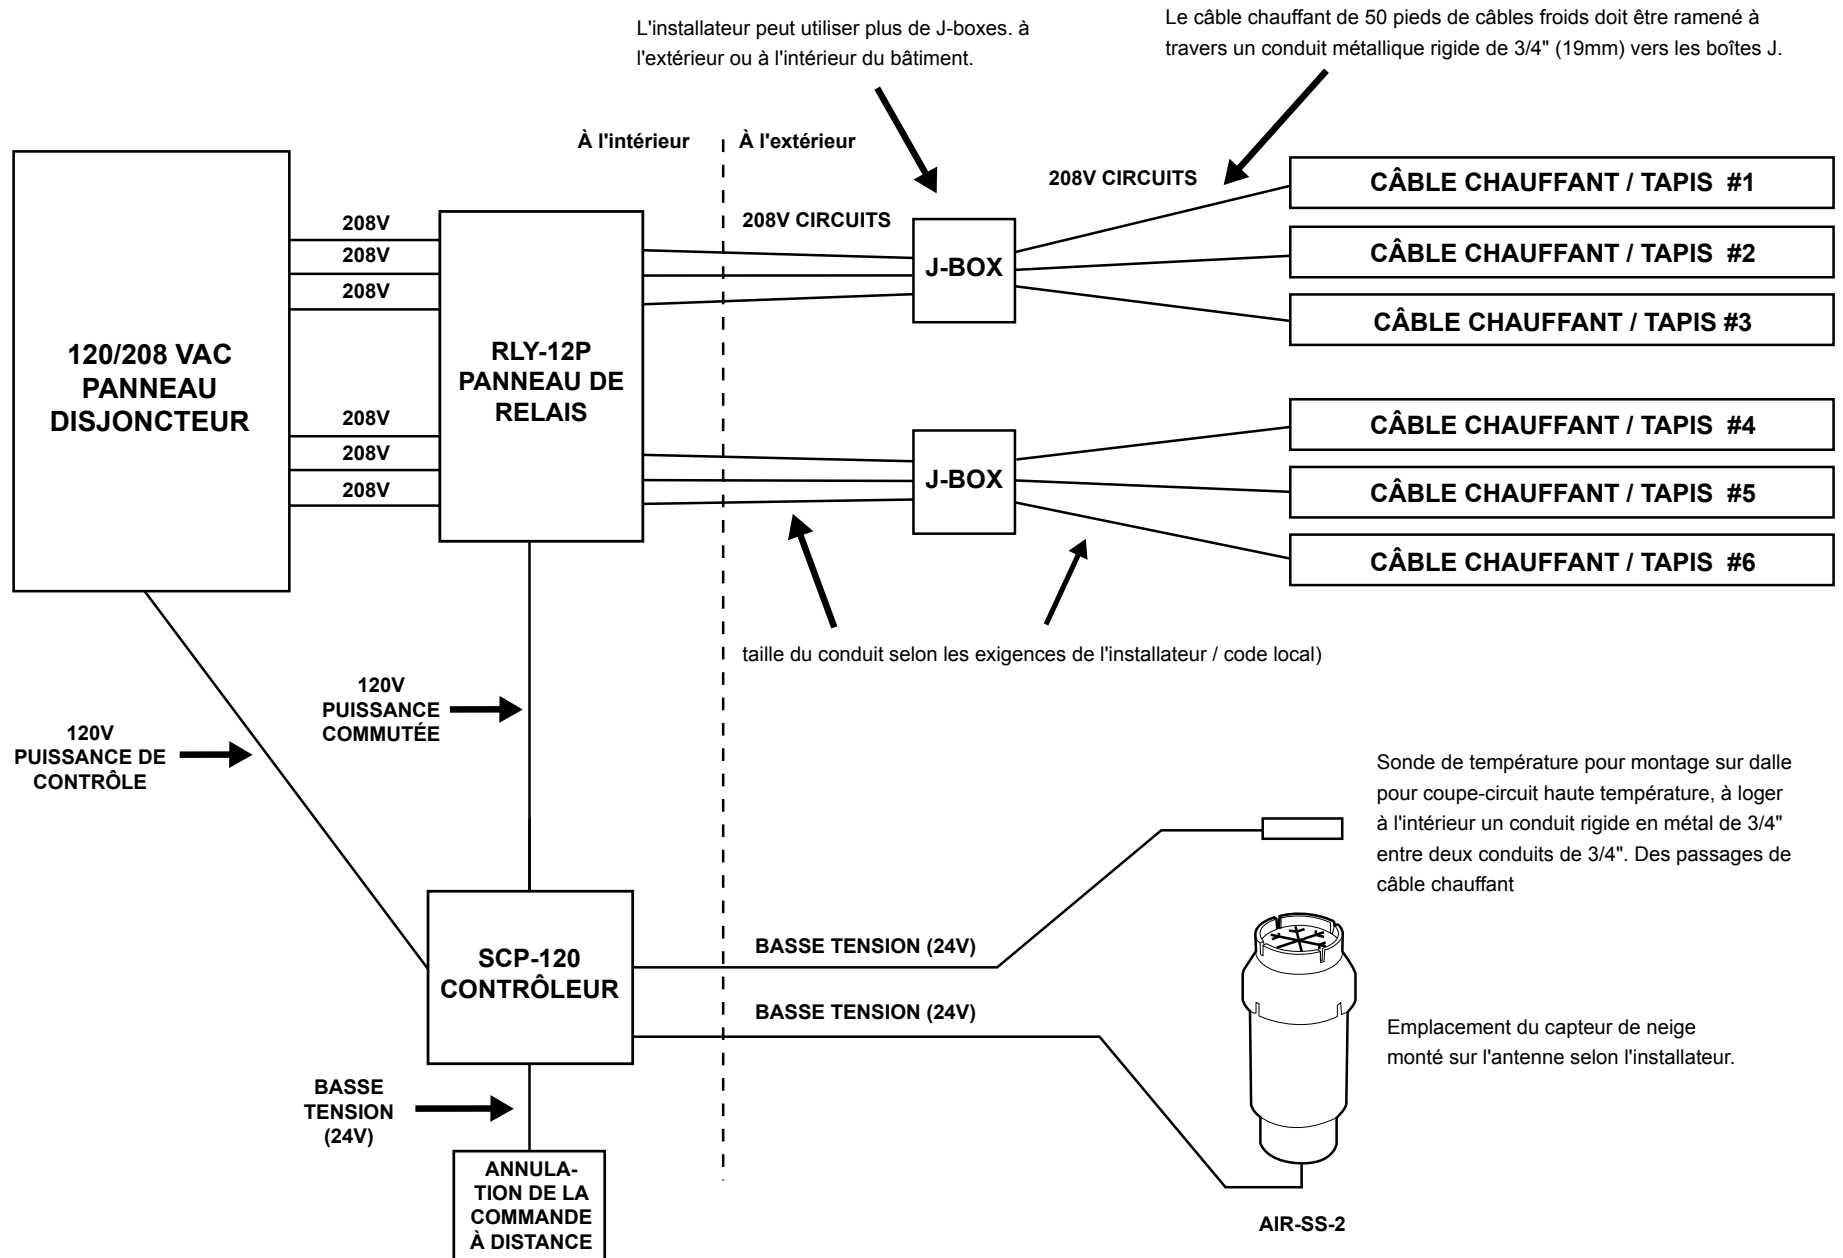 L'installateur peut utiliser plus de J-boxes. à
l'extérieur ou à l'intérieur du bâtiment.
Le câble chauffant de 50 pieds de câbles froids doit être ramené à
travers un conduit métallique rigide de 3/4" (19mm) vers les boîtes J.
À l'intérieur
À l'extérieur
120/208 VAC
PANNEAU
DISJONCTEUR
208V
208V
208V
208V
208V
208V
RLY-12P
PANNEAU DE
RELAIS
208V CIRCUITS
208V CIRCUITS
J-BOX
J-BOX
CÂBLE CHAUFFANT / TAPIS #1
CÂBLE CHAUFFANT / TAPIS #2
CÂBLE CHAUFFANT / TAPIS #3
CÂBLE CHAUFFANT / TAPIS #4
CÂBLE CHAUFFANT / TAPIS #5
CÂBLE CHAUFFANT / TAPIS #6
taille du conduit selon les exigences de l'installateur / code local)
120V
PUISSANCE
COMMUTÉE
120V
PUISSANCE DE
CONTRÔLE
Sonde de température pour montage sur dalle
pour coupe-circuit haute température, à loger
à l'intérieur un conduit rigide en métal de 3/4"
entre deux conduits de 3/4". Des passages de
câble chauffant
SCP-120
CONTRÔLEUR
BASSE TENSION (24V)
BASSE TENSION (24V)
Emplacement du capteur de neige
monté sur l'antenne selon l'installateur.
BASSE
TENSION
(24V)
ANNULA-
TION DE LA
COMMANDE
À DISTANCE
AIR-SS-2